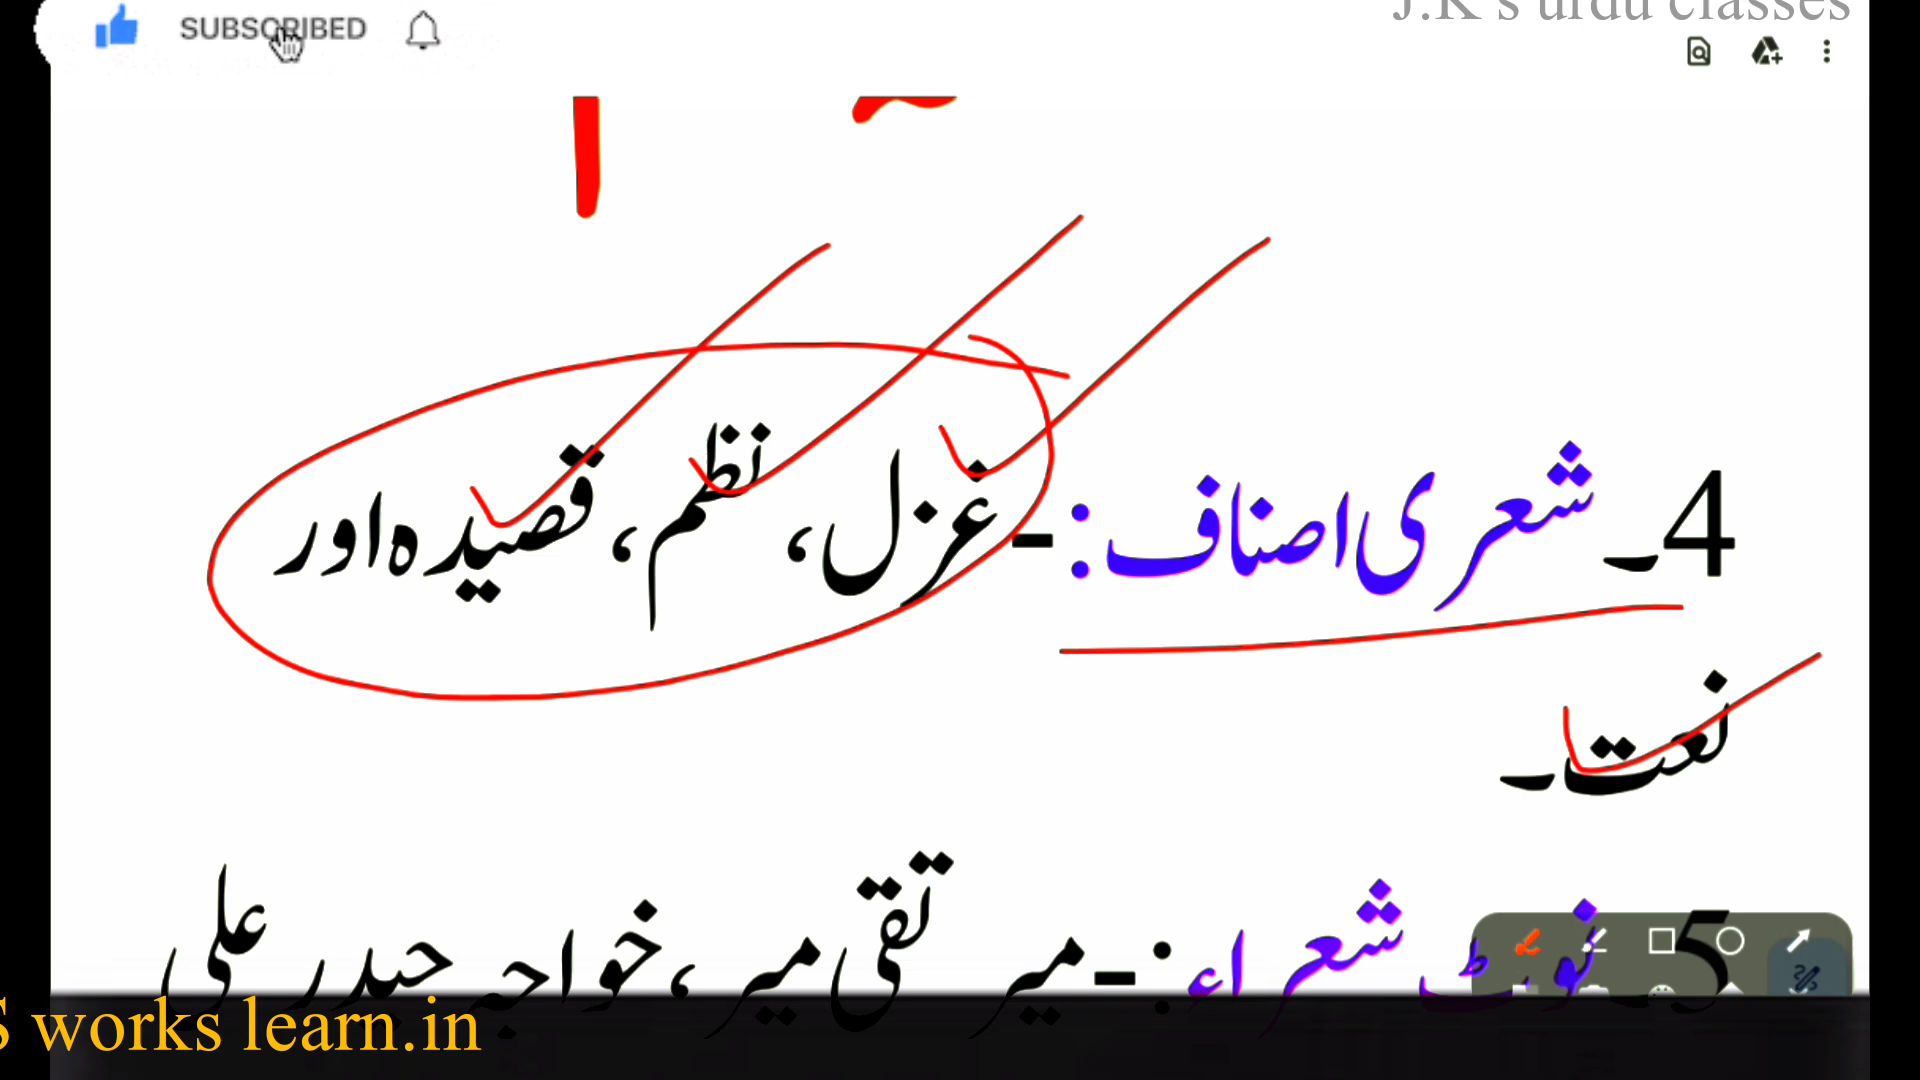 J.K's urdu classes
SUBSCRIBED
4۔ شعری اصناف:- غزل، نظم، قصیدہ اور
نعت۔
5۔ نوٹ شعراء:- میر تقی میر، خواجہ حیدر علی
S works learn.in